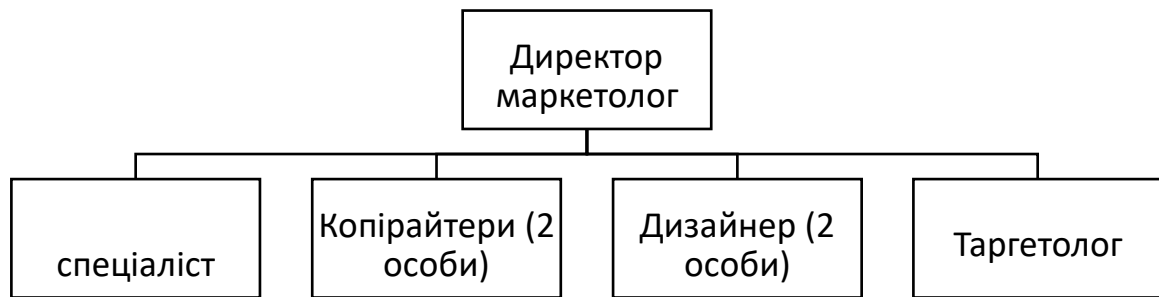 Директор
маркетолог
спеціаліст
Копірайтери (2
особи)
Дизайнер (2
особи)
Таргетолог